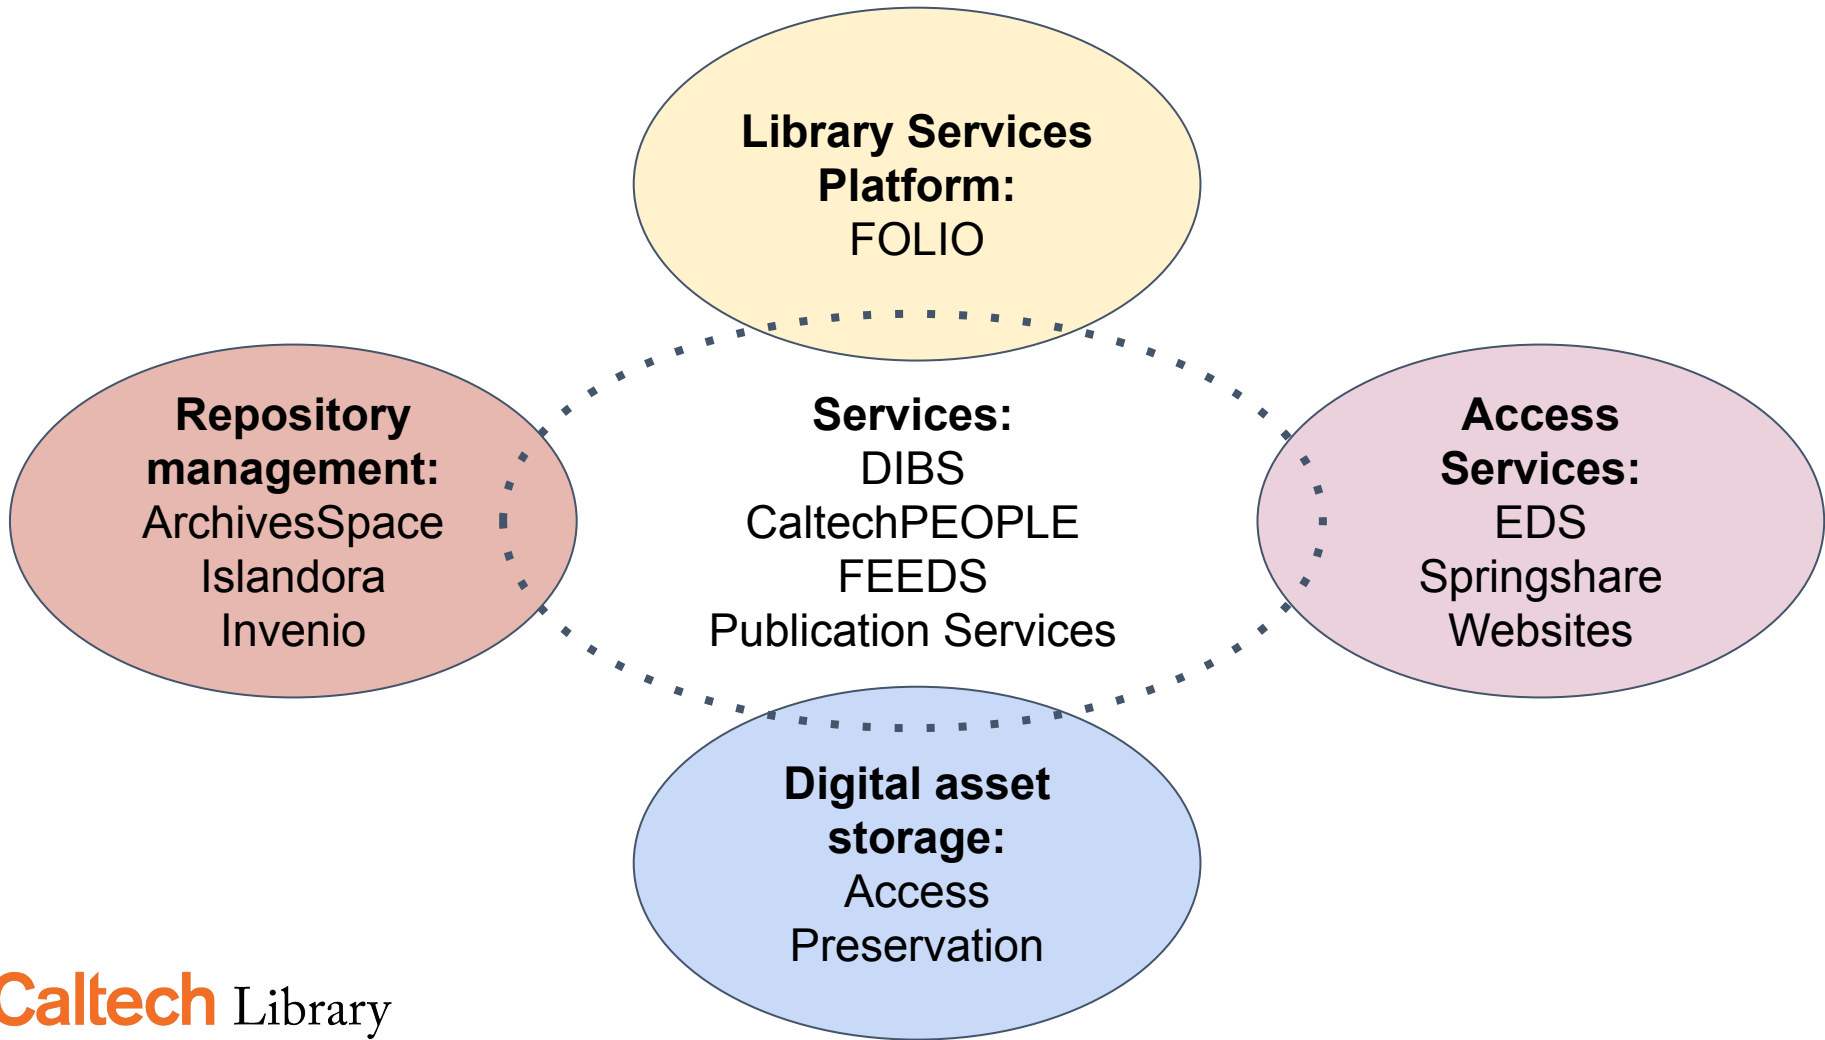 Library Services
Platform:
FOLIO
Repository
management:
ArchivesSpace
Islandora
Invenio
Services:
DIBS
CaltechPEOPLE
FEEDS
Publication Services
Access
Services:
EDS
Springshare
Websites
Digital asset
storage:
Access
Preservation
Caltech Library